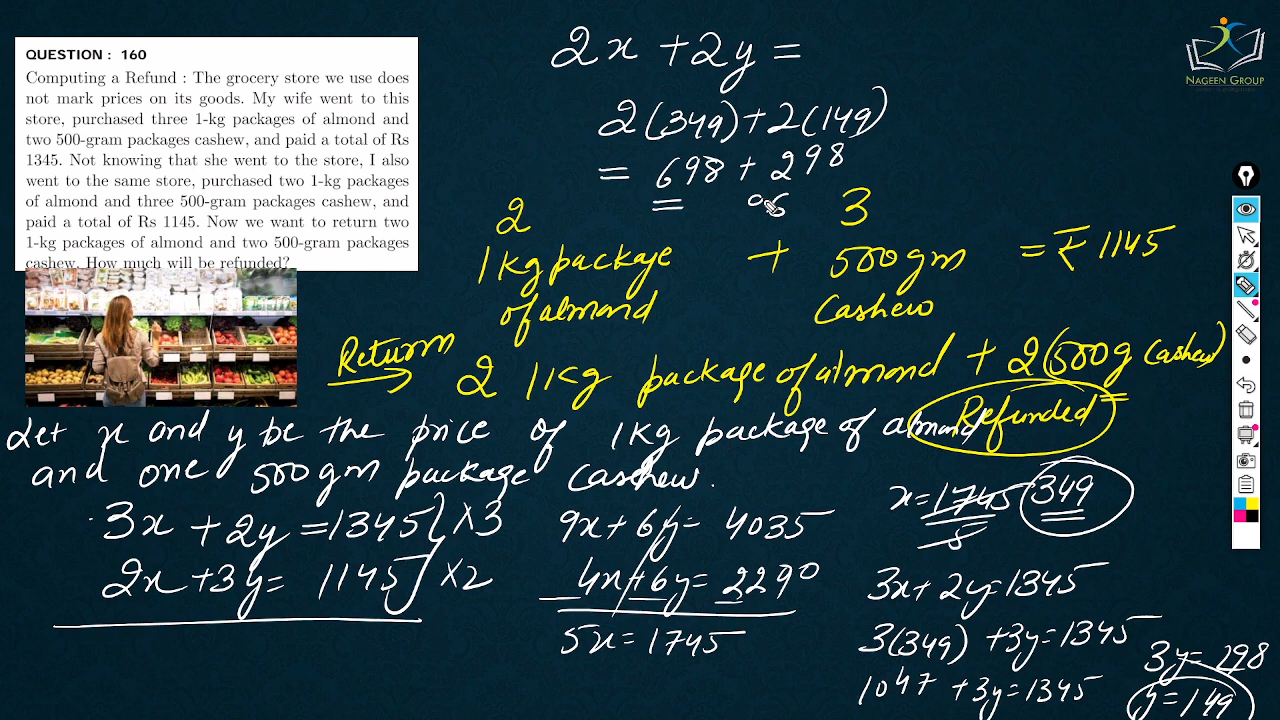 QUESTION : 160
Computing a Refund : The grocery store we use does
not mark prices on its goods. My wife went to this
store, purchased three 1-kg packages of almond and
two 500-gram packages cashew, and paid a total of Rs
1345. Not knowing that she went to the store, I also
went to the same store, purchased two 1-kg packages
of almond and three 500-gram packages cashew, and
paid a total of Rs 1145. Now we want to return two
1-kg packages of almond and two 500-gram packages
cashew. How much will be refunded?
NAGEEN GROUP
2x + 2y =
2(349) + 2(149)
= 698 + 298
2 3
1kg package + 500gm = ₹ 1145
of almond Cashew
Return 2 1kg package of almond + 2(500g cashew)
Refunded
Let x and y be the price of 1kg package of almond
and one 500gm package cashew.
3x + 2y = 1345 } x3
2x + 3y = 1145 } x2
9x + 6y = 4035
4x + 6y = 2290
5x = 1745
x = 1745/5 349
3x + 2y = 1345
3(349) + 3y = 1345
1047 + 3y = 1345
3y = 298
y = 149